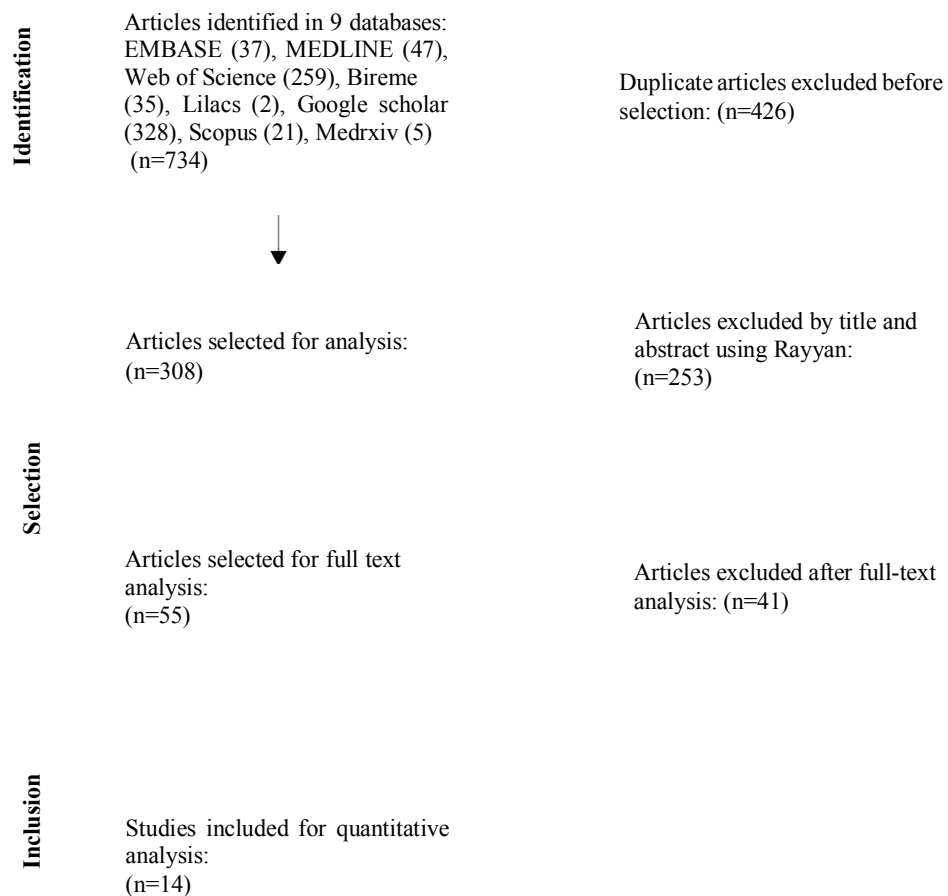 Identification
Articles identified in 9 databases:
EMBASE (37), MEDLINE (47),
Web of Science (259), Bireme
(35), Lilacs (2), Google scholar
(328), Scopus (21), Medrxiv (5)
(n=734)
Duplicate articles excluded before
selection: (n=426)
Selection
Articles selected for analysis:
(n=308)
Articles excluded by title and
abstract using Rayyan:
(n=253)
Articles selected for full text
analysis:
(n=55)
Articles excluded after full-text
analysis: (n=41)
Inclusion
Studies included for quantitative
analysis:
(n=14)